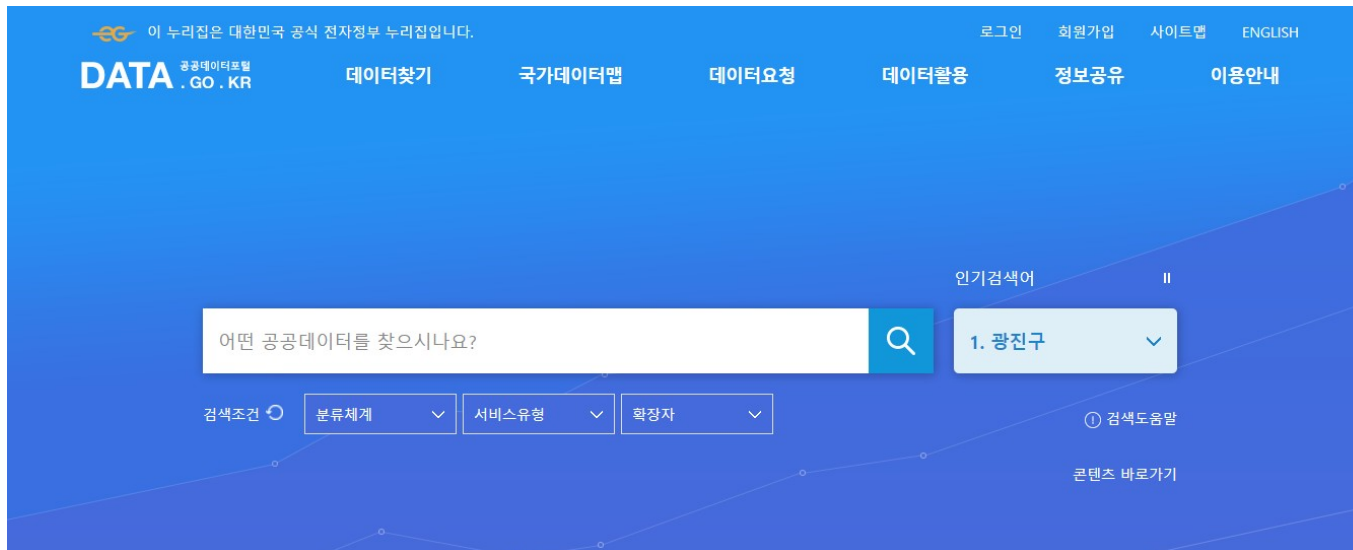 eG 이 누리집은 대한민국 공식 전자정부 누리집입니다.
로그인 회원가입 사이트맵 ENGLISH
DATA 공공데이터포털 . GO . KR
데이터찾기 국가데이터맵 데이터요청 데이터활용 정보공유 이용안내
인기검색어
어떤 공공데이터를 찾으시나요?
1. 광진구
검색조건 분류체계 서비스유형 확장자
검색도움말
콘텐츠 바로가기